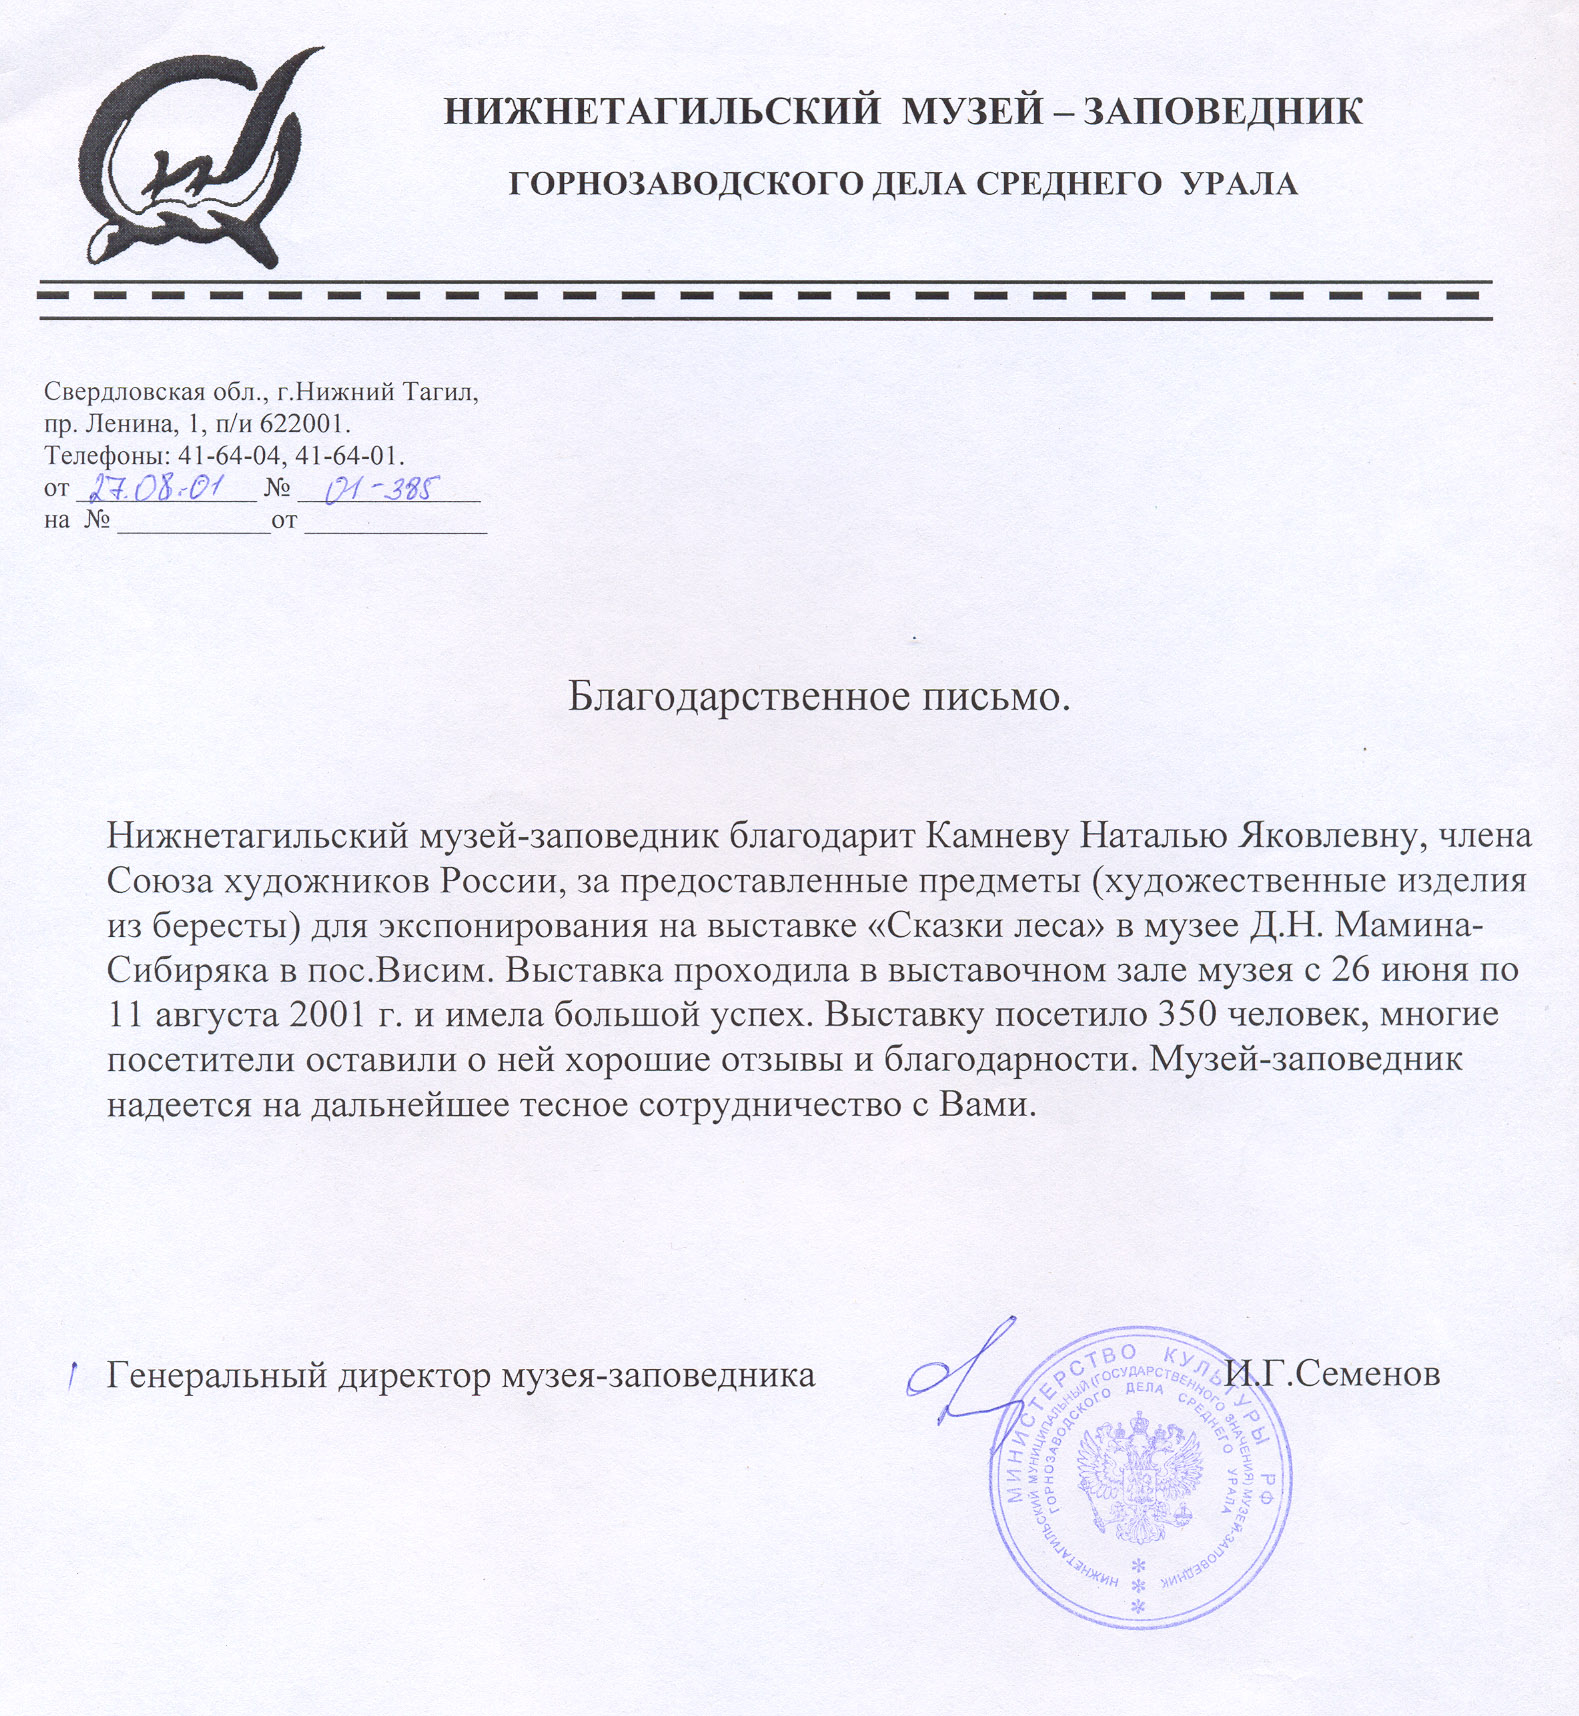 НИЖНЕТАГИЛЬСКИЙ МУЗЕЙ – ЗАПОВЕДНИК
ГОРНОЗАВОДСКОГО ДЕЛА СРЕДНЕГО УРАЛА
Свердловская обл., г.Нижний Тагил,
пр. Ленина, 1, п/и 622001.
Телефоны: 41-64-04, 41-64-01.
от 27.08.01 № 01-385
на № ____________от ______________
Благодарственное письмо.
Нижнетагильский музей-заповедник благодарит Камневу Наталью Яковлевну, члена
Союза художников России, за предоставленные предметы (художественные изделия
из бересты) для экспонирования на выставке «Сказки леса» в музее Д.Н. Мамина-
Сибиряка в пос.Висим. Выставка проходила в выставочном зале музея с 26 июня по
11 августа 2001 г. и имела большой успех. Выставку посетило 350 человек, многие
посетители оставили о ней хорошие отзывы и благодарности. Музей-заповедник
надеется на дальнейшее тесное сотрудничество с Вами.
Генеральный директор музея-заповедника И.Г.Семенов
МИНИСТЕРСТВО КУЛЬТУРЫ РФ
НИЖНЕТАГИЛЬСКИЙ МУНИЦИПАЛЬНЫЙ (ГОСУДАРСТВЕННОГО ЗНАЧЕНИЯ) МУЗЕЙ-ЗАПОВЕДНИК
ГОРНОЗАВОДСКОГО ДЕЛА СРЕДНЕГО УРАЛА